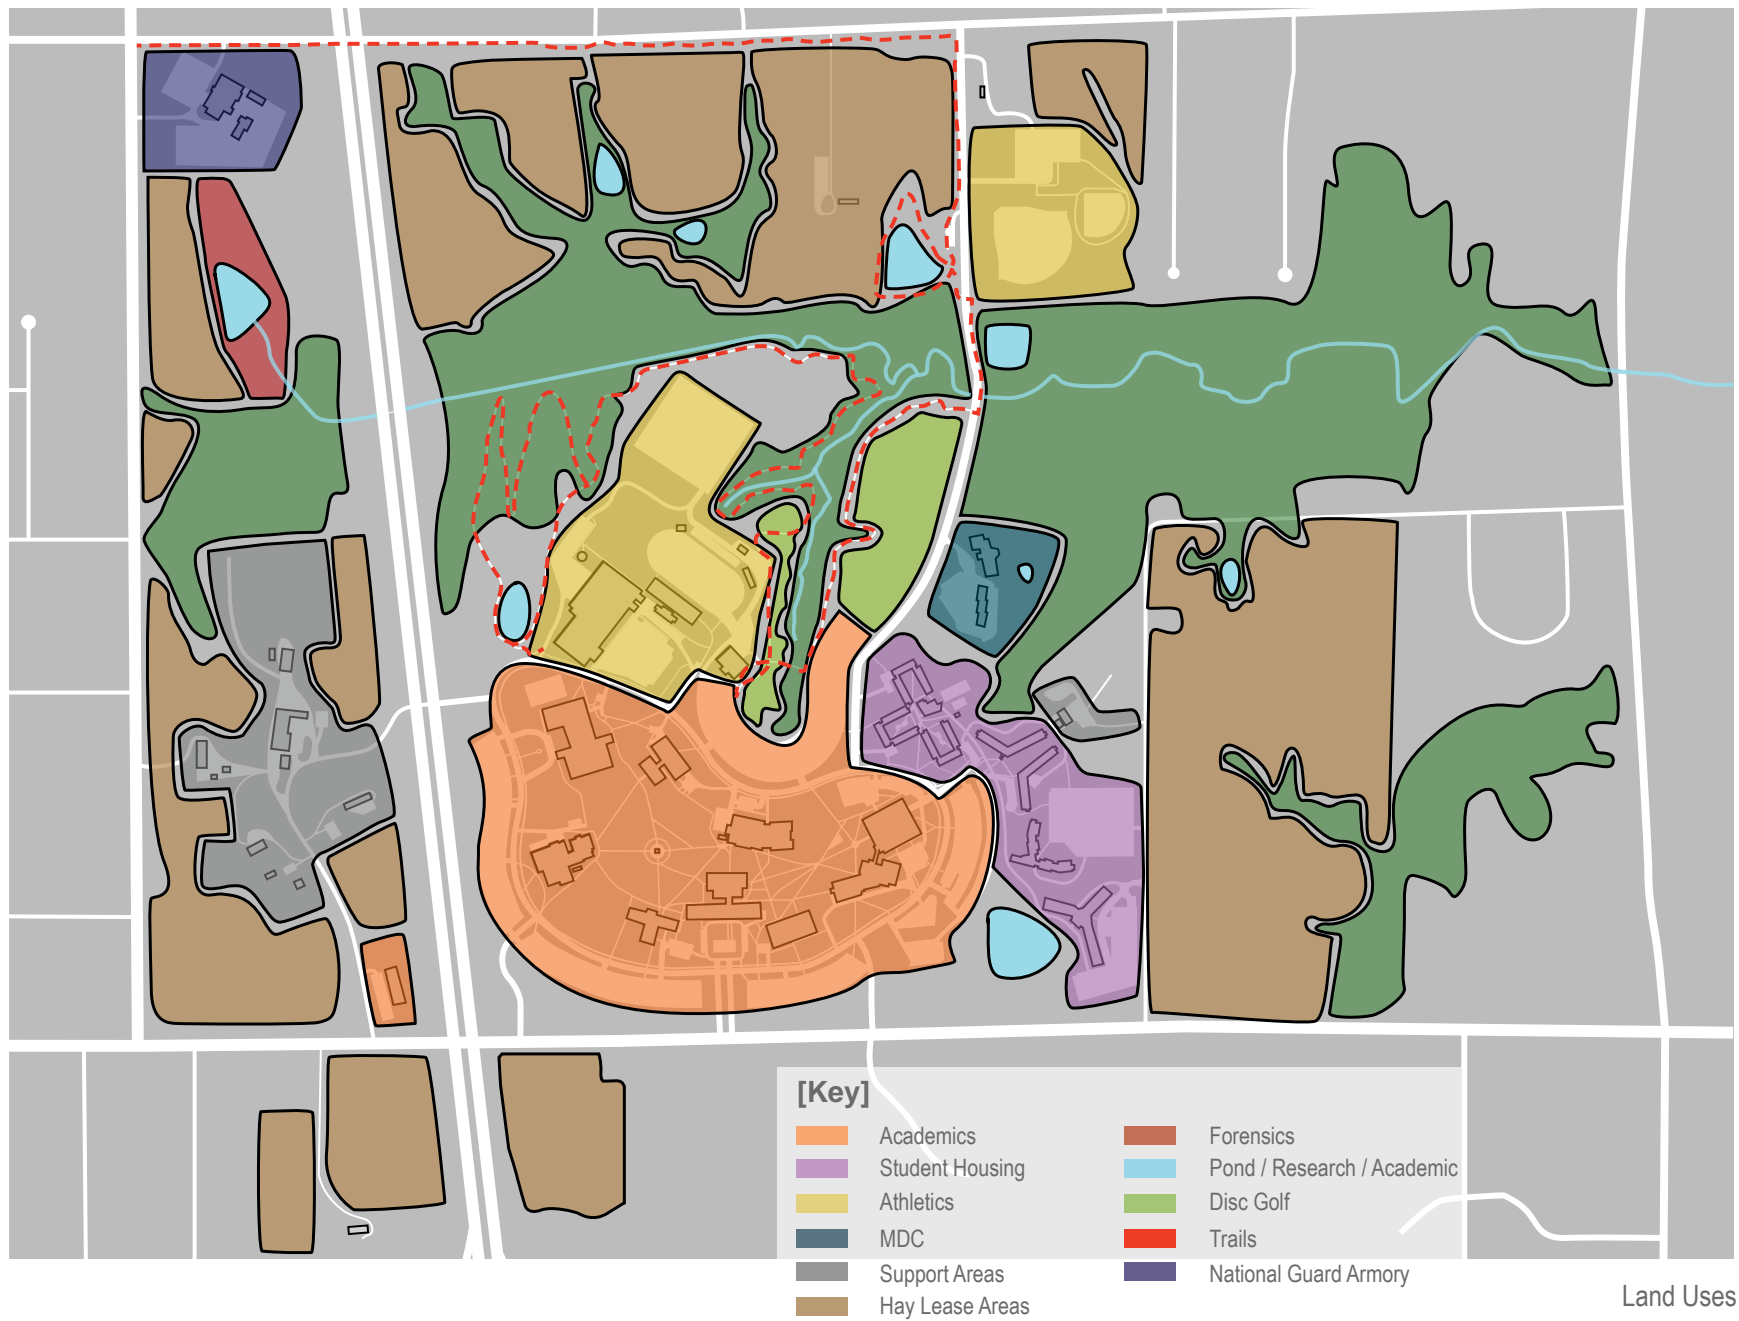 [Key]
Academics
Student Housing
Athletics
MDC
Support Areas
Hay Lease Areas
Forensics
Pond / Research / Academic
Disc Golf
Trails
National Guard Armory
Land Uses